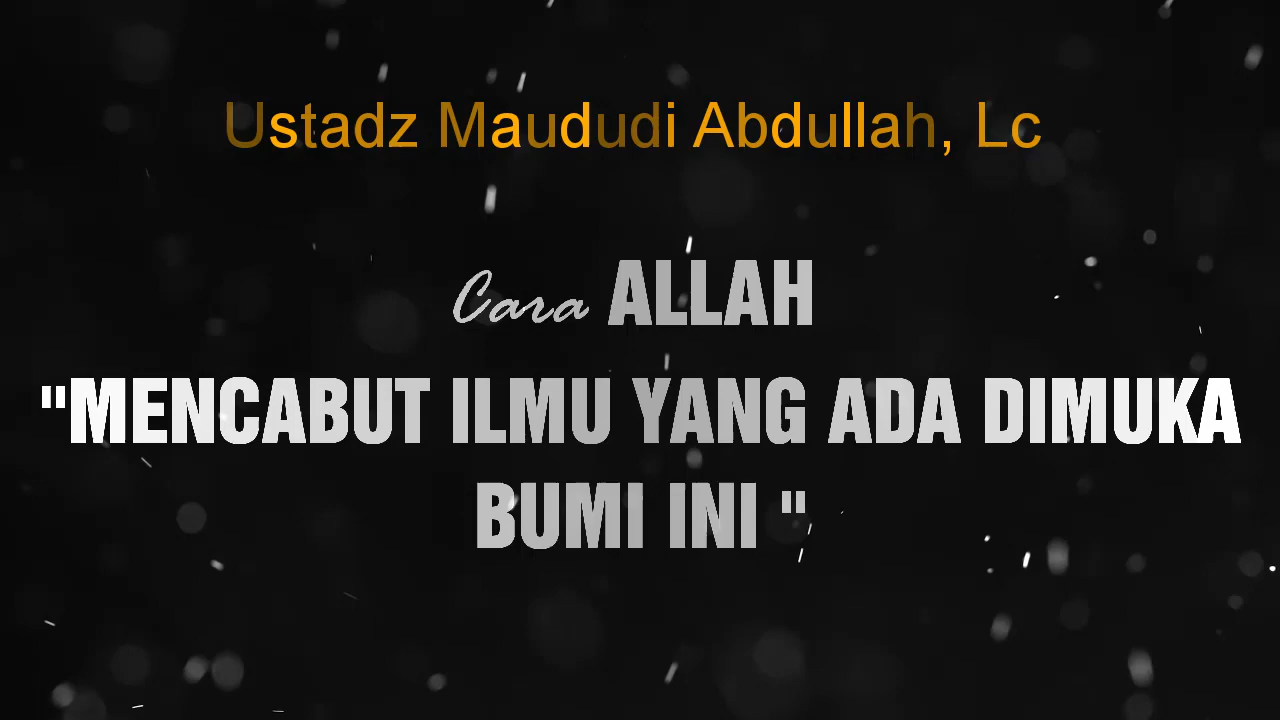 Ustadz Maududi Abdullah, Lc
Cara ALLAH
"MENCABUT ILMU YANG ADA DIMUKA
BUMI INI "